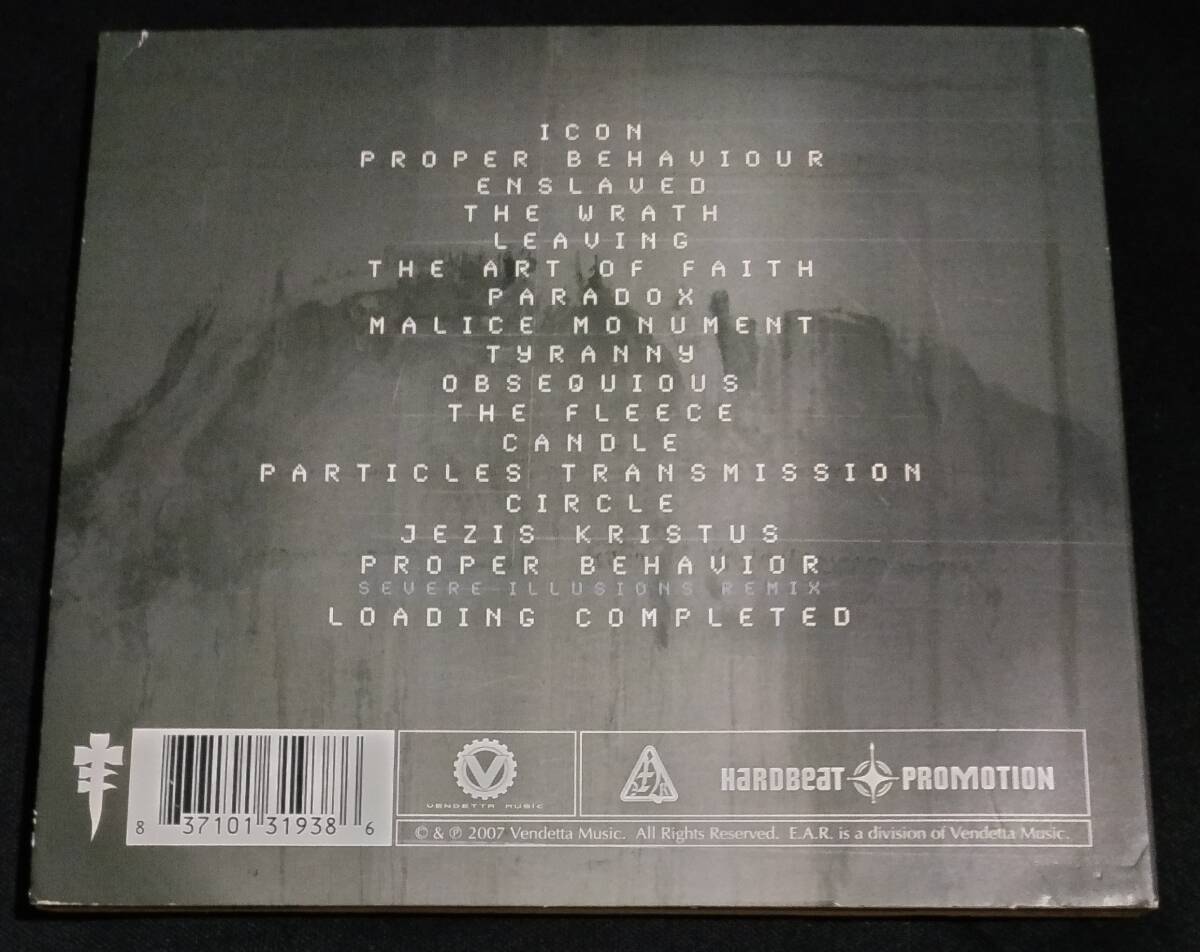 ICON
PROPER BEHAVIOUR
ENSLAVED
THE WRATH
LEAVING
THE ART OF FAITH
PARADOX
MALICE MONUMENT
TYRANNY
OBSEQUIOUS
THE FLEECE
CANDLE
PARTICLES TRANSMISSION
CIRCLE
JEZIS KRISTUS
PROPER BEHAVIOR
SEVERE ILLUSIONS REMIX
LOADING COMPLETED
8 37101 31938 6
V
VENDETTA MUSIC
HARDBEAT PROMOTION
© & ℗ 2007 Vendetta Music. All Rights Reserved. E.A.R. is a division of Vendetta Music.